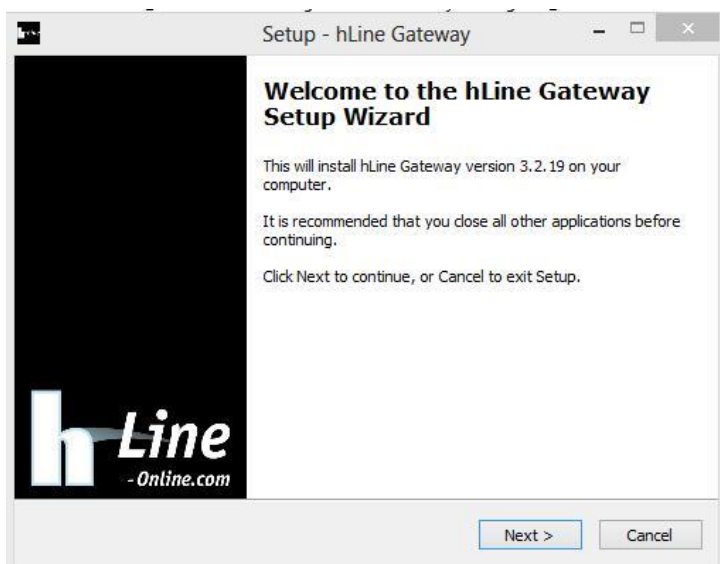 Setup - hLine Gateway
Welcome to the hLine Gateway
Setup Wizard
This will install hLine Gateway version 3.2.19 on your
computer.
It is recommended that you close all other applications before
continuing.
Click Next to continue, or Cancel to exit Setup.
h Line
-Online.com
Next >
Cancel